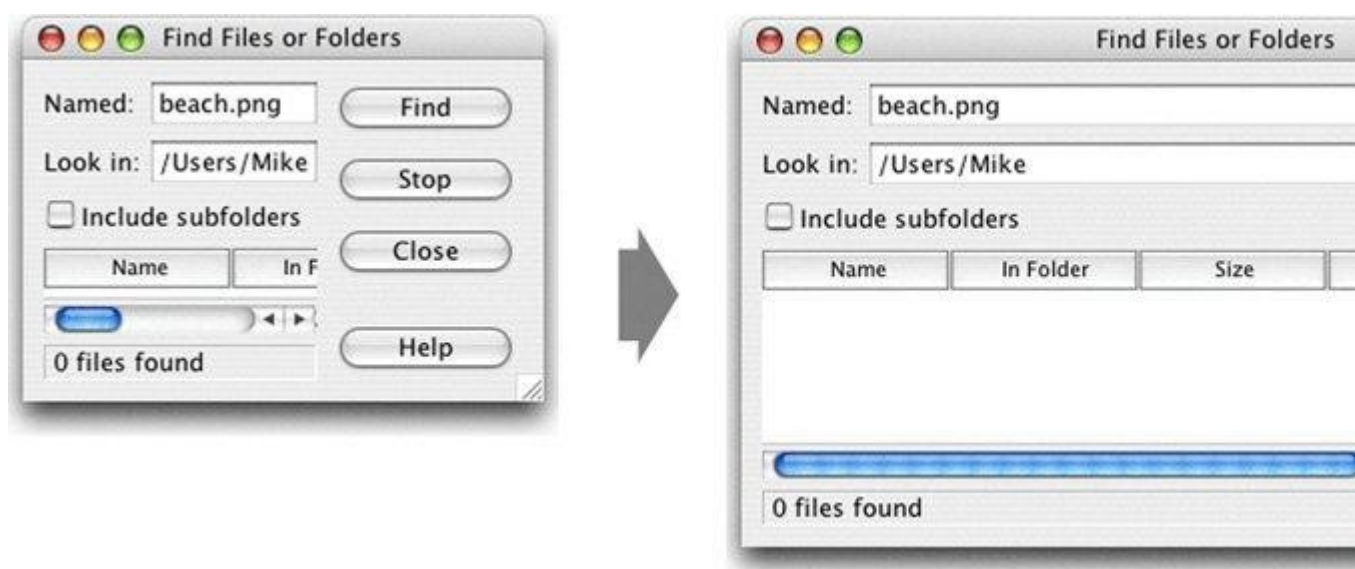 Find Files or Folders
Named: beach.png Find
Look in: /Users/Mike Stop
Include subfolders
Close
Name In F
Help
0 files found
Find Files or Folders
Named: beach.png
Look in: /Users/Mike
Include subfolders
Name In Folder Size
0 files found